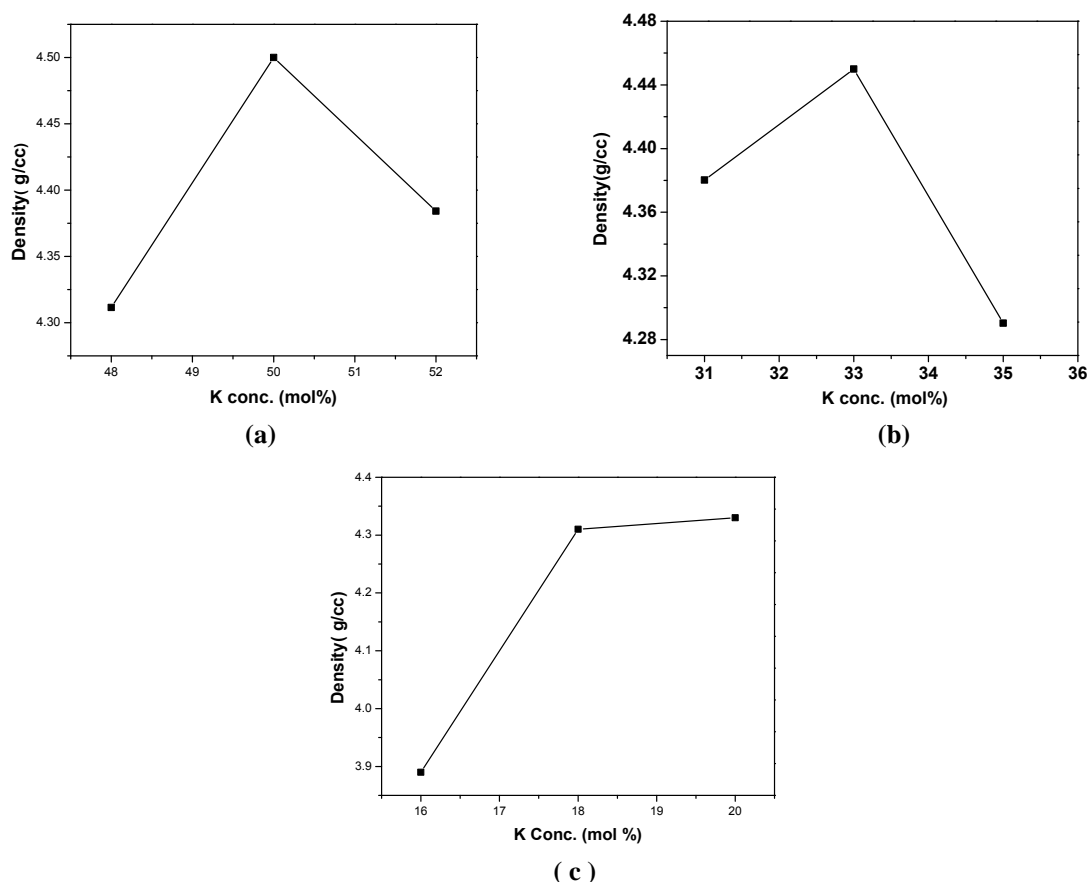 4.50
4.45
4.40
4.35
4.30
Density( g/cc)
48 49 50 51 52
K conc. (mol%)
(a)
4.48
4.44
4.40
4.36
4.32
4.28
Density(g/cc)
31 32 33 34 35 36
K conc. (mol%)
(b)
4.4
4.3
4.2
4.1
4.0
3.9
Density( g/cc)
16 17 18 19 20
K Conc. (mol %)
( c )